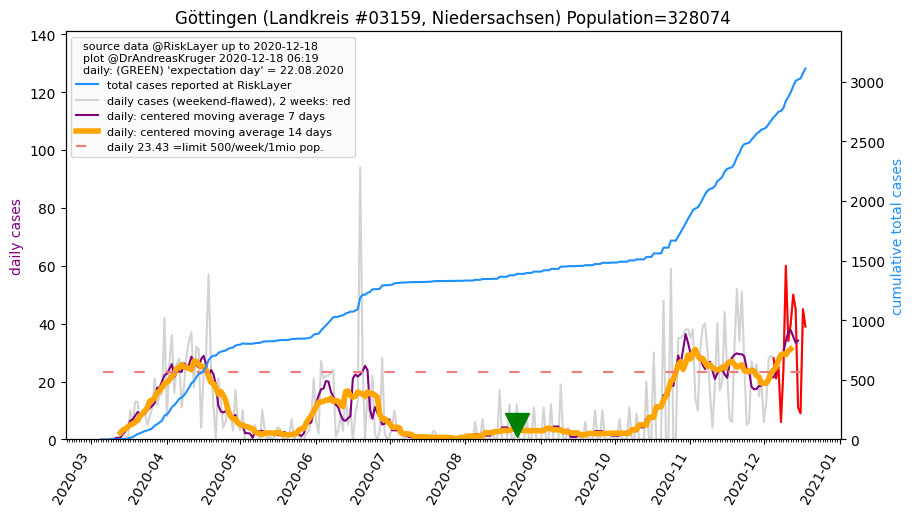 Göttingen (Landkreis #03159, Niedersachsen) Population=328074
source data @RiskLayer up to 2020-12-18
plot @DrAndreasKruger 2020-12-18 06:19
daily: (GREEN) 'expectation day' = 22.08.2020
total cases reported at RiskLayer
daily cases (weekend-flawed), 2 weeks: red
daily: centered moving average 7 days
daily: centered moving average 14 days
daily 23.43 =limit 500/week/1mio pop.
daily cases
140
120
100
80
60
40
20
0
cumulative total cases
3000
2500
2000
1500
1000
500
0
2020-03
2020-04
2020-05
2020-06
2020-07
2020-08
2020-09
2020-10
2020-11
2020-12
2021-01